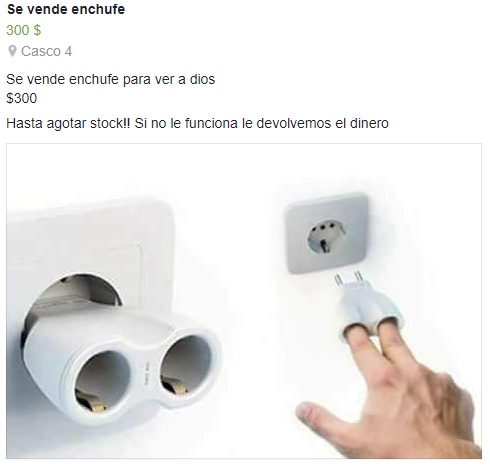 Se vende enchufe
300 $
Casco 4
Se vende enchufe para ver a dios
$300
Hasta agotar stock!! Si no le funciona le devolvemos el dinero